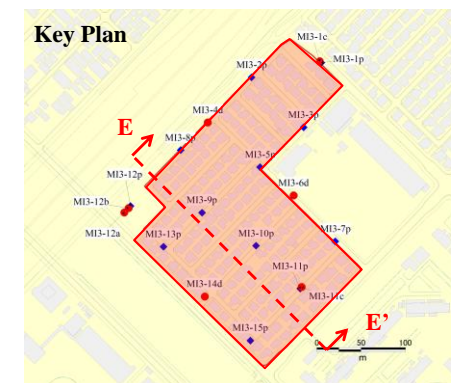 Key Plan
MI3-1c
MI3-1p
MI3-2p
MI3-4d
MI3-3p
E
MI3-8p
MI3-5p
MI3-12p
MI3-6d
MI3-12b
MI3-9p
MI3-12a
MI3-7p
MI3-13p
MI3-10p
MI3-11p
MI3-14d
MI3-11c
E’
0 50 100
m
MI3-15p